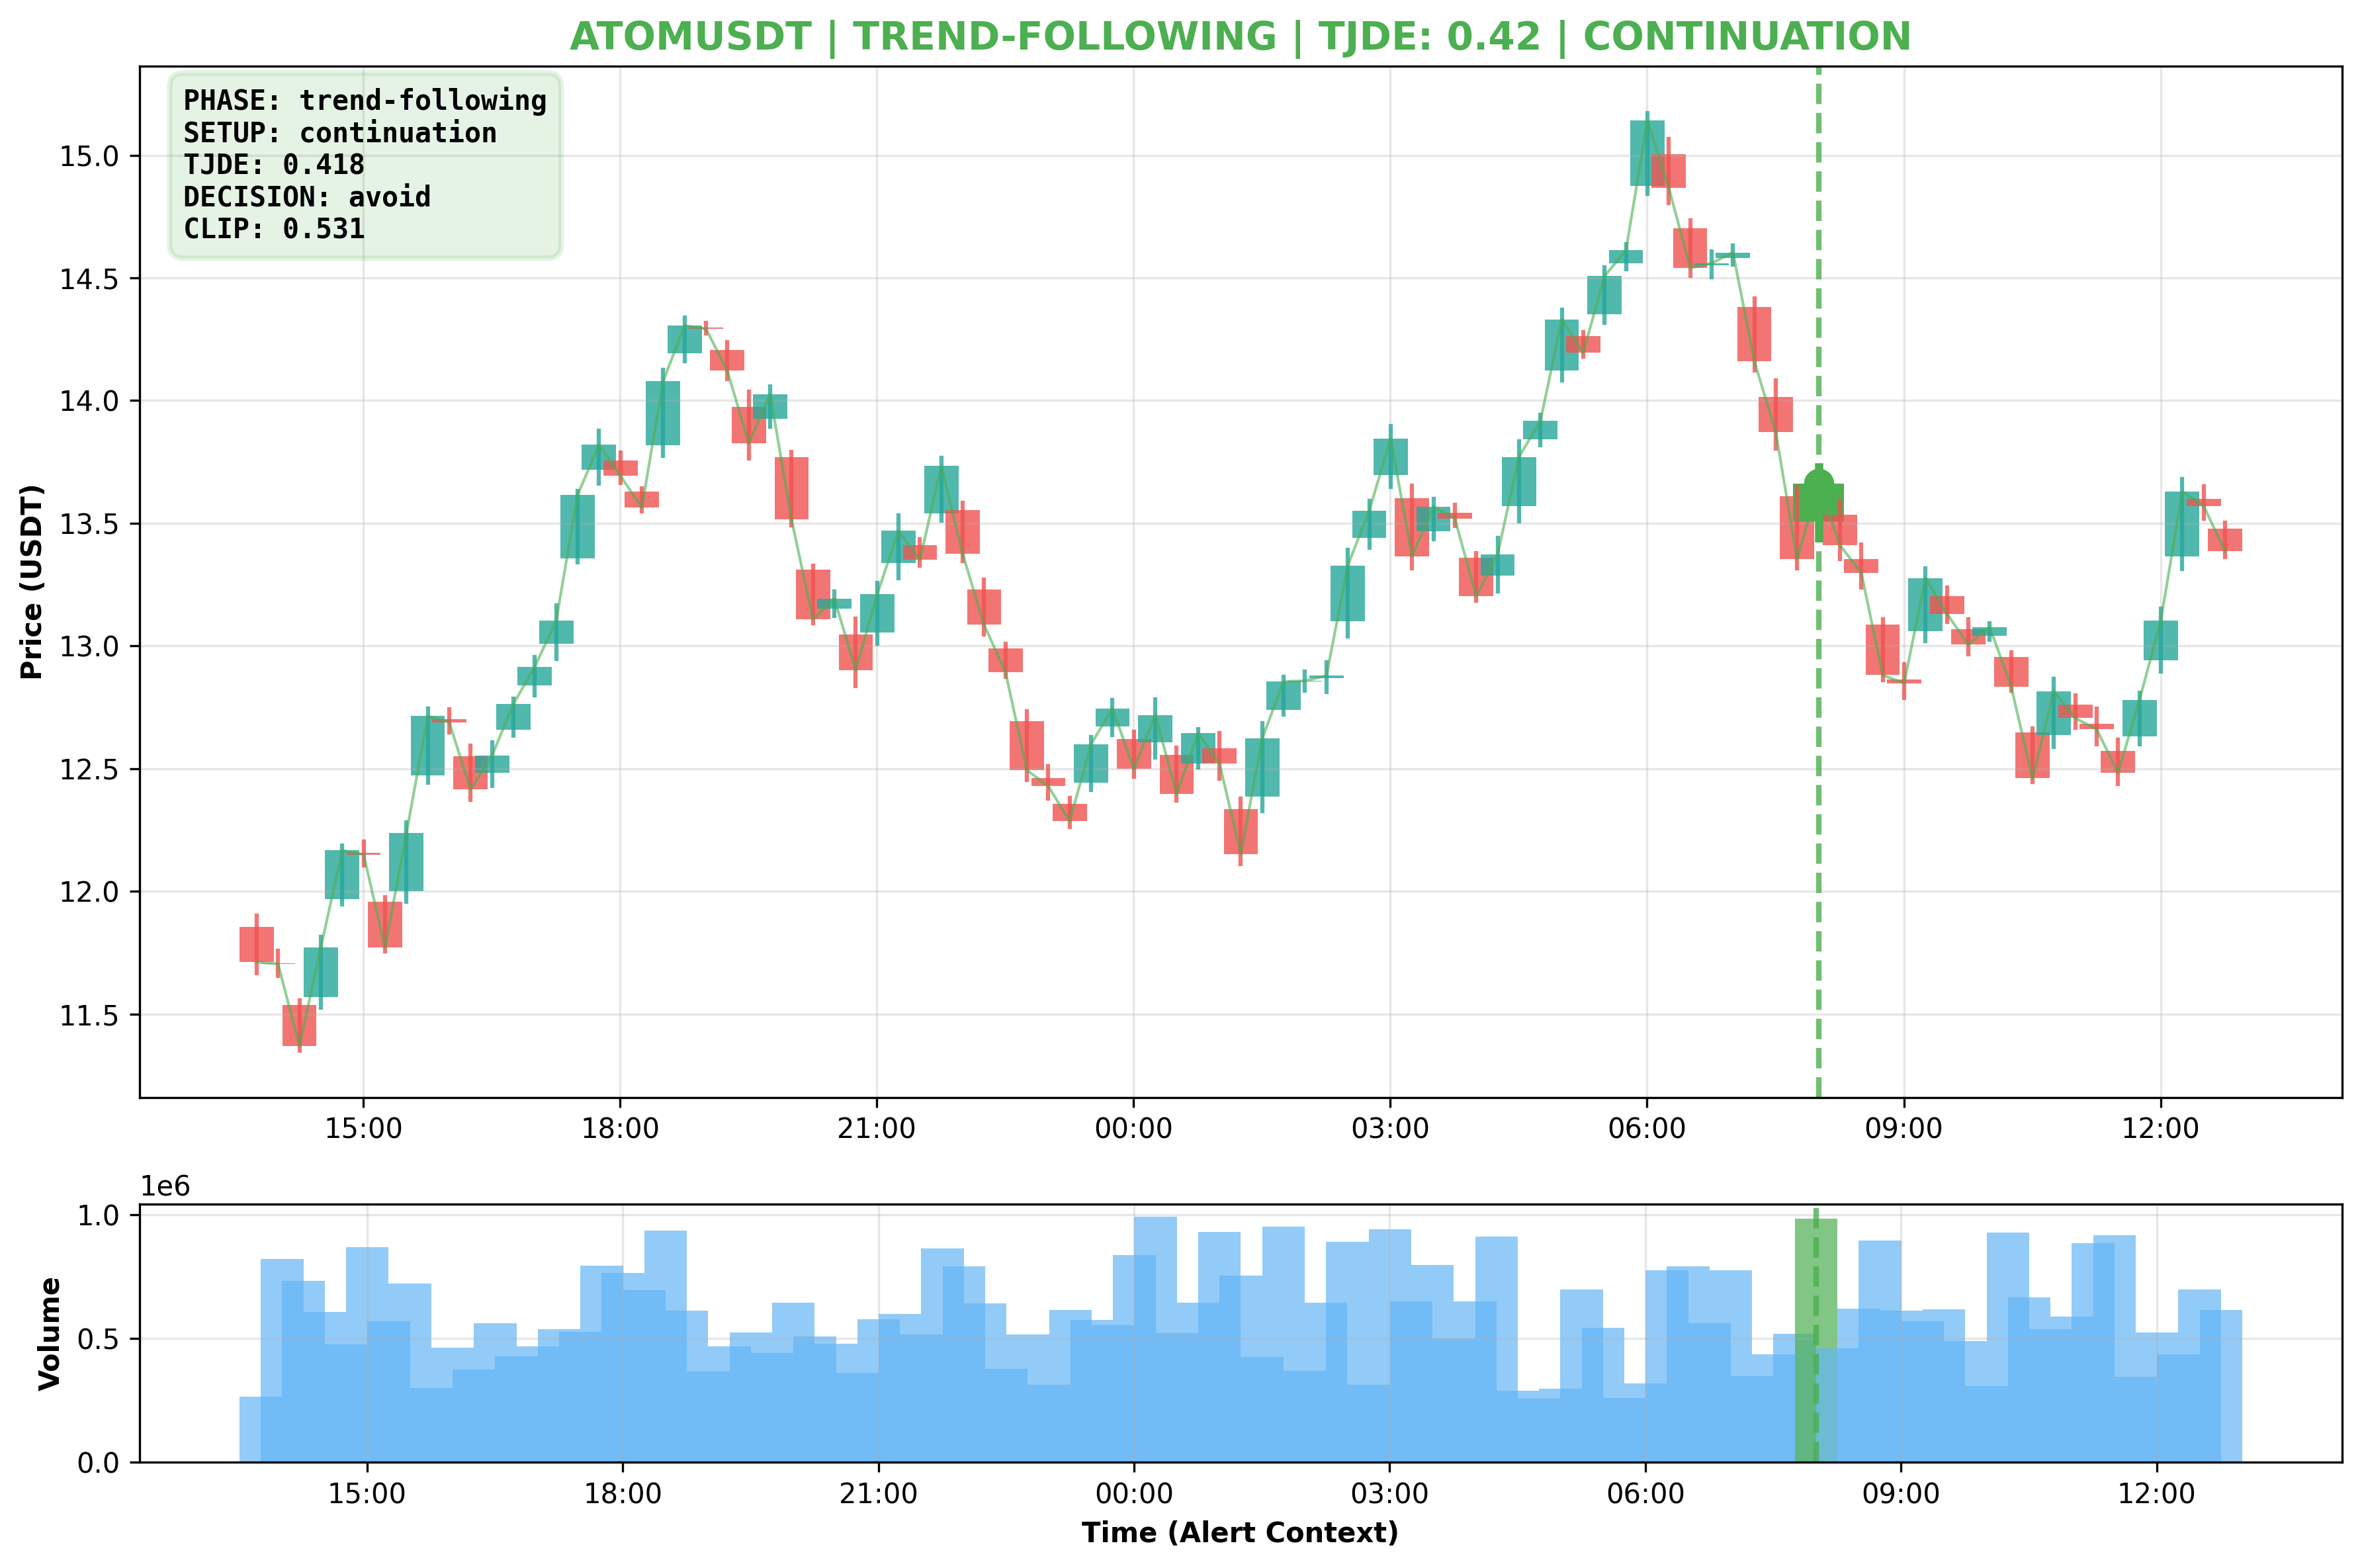 ATOMUSDT | TREND-FOLLOWING | TJDE: 0.42 | CONTINUATION
PHASE: trend-following
SETUP: continuation
TJDE: 0.418
DECISION: avoid
CLIP: 0.531
Price (USDT)
15.0
14.5
14.0
13.5
13.0
12.5
12.0
11.5
15:00 18:00 21:00 00:00 03:00 06:00 09:00 12:00
1e6
Volume
1.0
0.5
0.0
15:00 18:00 21:00 00:00 03:00 06:00 09:00 12:00
Time (Alert Context)